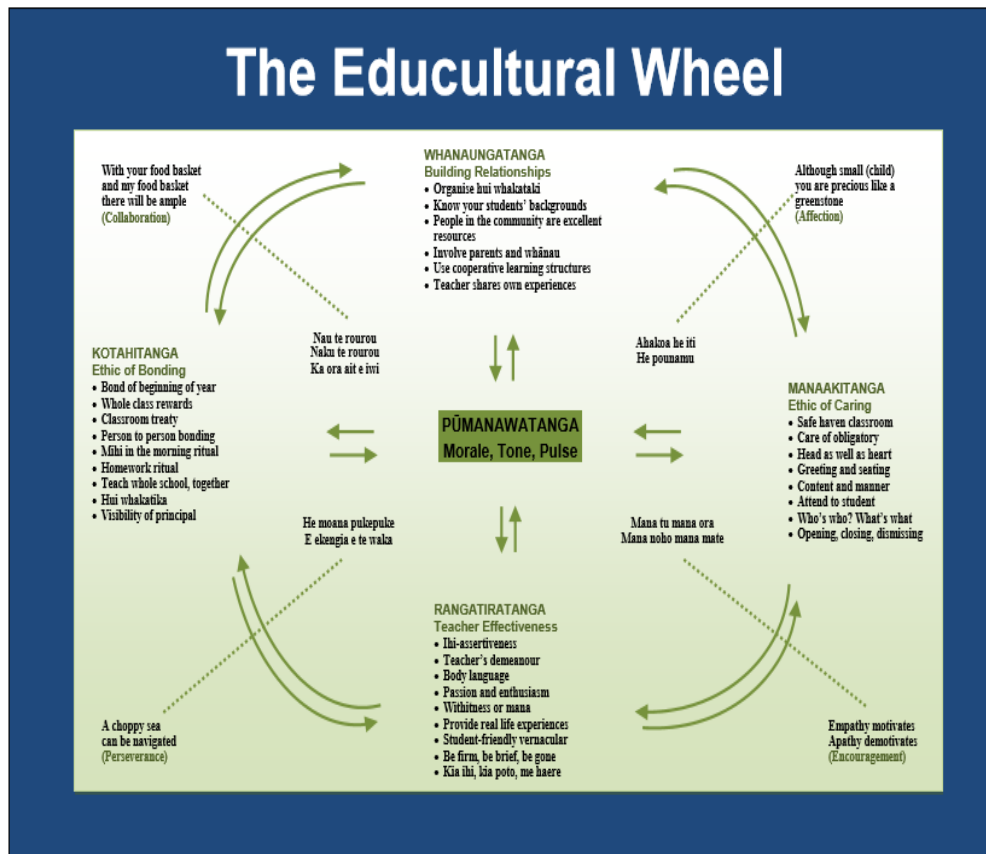 The Educultural Wheel
With your food basket
and my food basket
there will be ample
(Collaboration)
WHANAUNGATANGA
Building Relationships
• Organise hui whakataki
• Know your students' backgrounds
• People in the community are excellent
resources
• Involve parents and whānau
• Use cooperative learning structures
• Teacher shares own experiences
Although small (child)
you are precious like a
greenstone
(Affection)
Nau te rourou
Naku te rourou
Ka ora ait e iwi
Ahakoa he iti
He pounamu
KOTAHITANGA
Ethic of Bonding
• Bond of beginning of year
• Whole class rewards
• Classroom treaty
• Person to person bonding
• Mihi in the morning ritual
• Homework ritual
• Teach whole school, together
• Hui whakatika
• Visibility of principal
PŪMANAWATANGA
Morale, Tone, Pulse
MANAAKITANGA
Ethic of Caring
• Safe haven classroom
• Care of obligatory
• Head as well as heart
• Greeting and seating
• Content and manner
• Attend to student
• Who's who? What's what
• Opening, closing, dismissing
He moana pukepuke
E ekengia e te waka
Mana tu mana ora
Mana noho mana mate
RANGATIRATANGA
Teacher Effectiveness
• Ihi-assertiveness
• Teacher's demeanour
• Body language
• Passion and enthusiasm
• Withitness or mana
• Provide real life experiences
• Student-friendly vernacular
• Be firm, be brief, be gone
• Kia ihi, kia poto, me haere
A choppy sea
can be navigated
(Perseverance)
Empathy motivates
Apathy demotivates
(Encouragement)